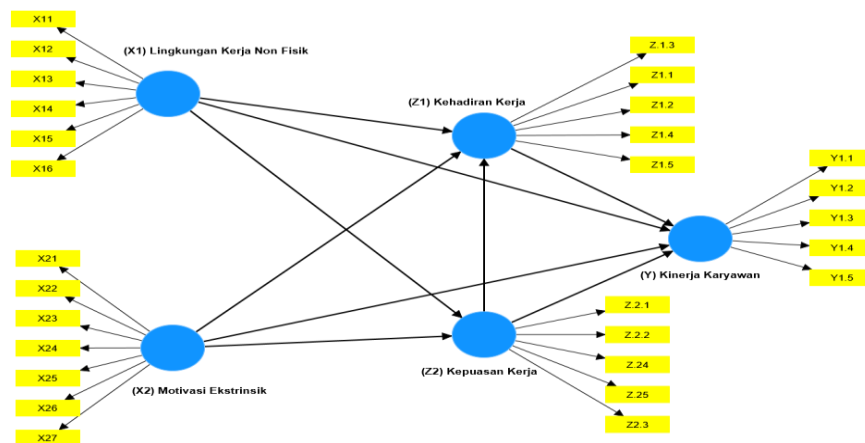 X11
X12
X13
X14
X15
X16
(X1) Lingkungan Kerja Non Fisik
(Z1) Kehadiran Kerja
Z.1.3
Z1.1
Z1.2
Z1.4
Z1.5
Y1.1
Y1.2
Y1.3
Y1.4
Y1.5
(Y) Kinerja Karyawan
X21
X22
X23
X24
X25
X26
X27
(X2) Motivasi Ekstrinsik
(Z2) Kepuasan Kerja
Z.2.1
Z.2.2
Z.24
Z.25
Z2.3